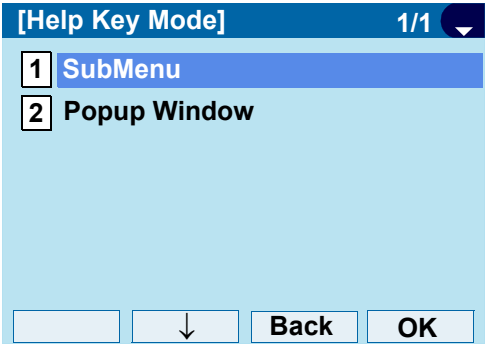 [Help Key Mode] 1/1
1 SubMenu
2 Popup Window
↓ Back OK